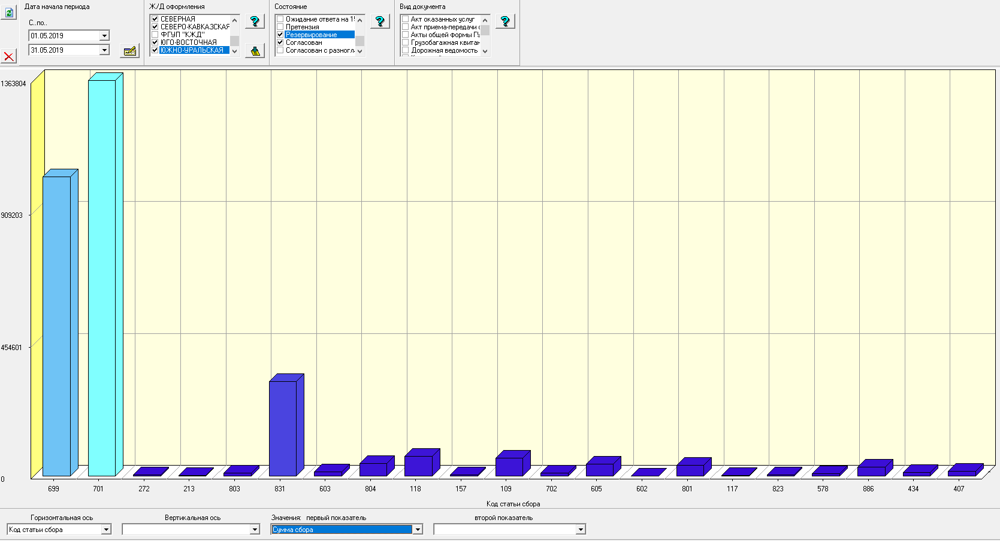 Дата начала периода
С..по..
01.05.2019
31.05.2019
Ж/Д оформления
СЕВЕРНАЯ
СЕВЕРО-КАВКАЗСКАЯ
ФГУП "КЖД"
ЮГО-ВОСТОЧНАЯ
ЮЖНО-УРАЛЬСКАЯ
Состояние
Ожидание ответа на 1
Претензия
Резервирование
Согласован
Согласован с разногл
Вид документа
Акт оказанных услуг
Акт приема-передачи
Акты общей формы ГУ
Грузобагажная квитан
Дорожная ведомость
1363804
909203
454601
0
699 701 272 213 803 831 603 804 118 157 109 702 605 602 801 117 823 578 886 434 407
Код статьи сбора
Горизонтальная ось
Код статьи сбора
Вертикальная ось
Значения: первый показатель
Сумма сбора
второй показатель